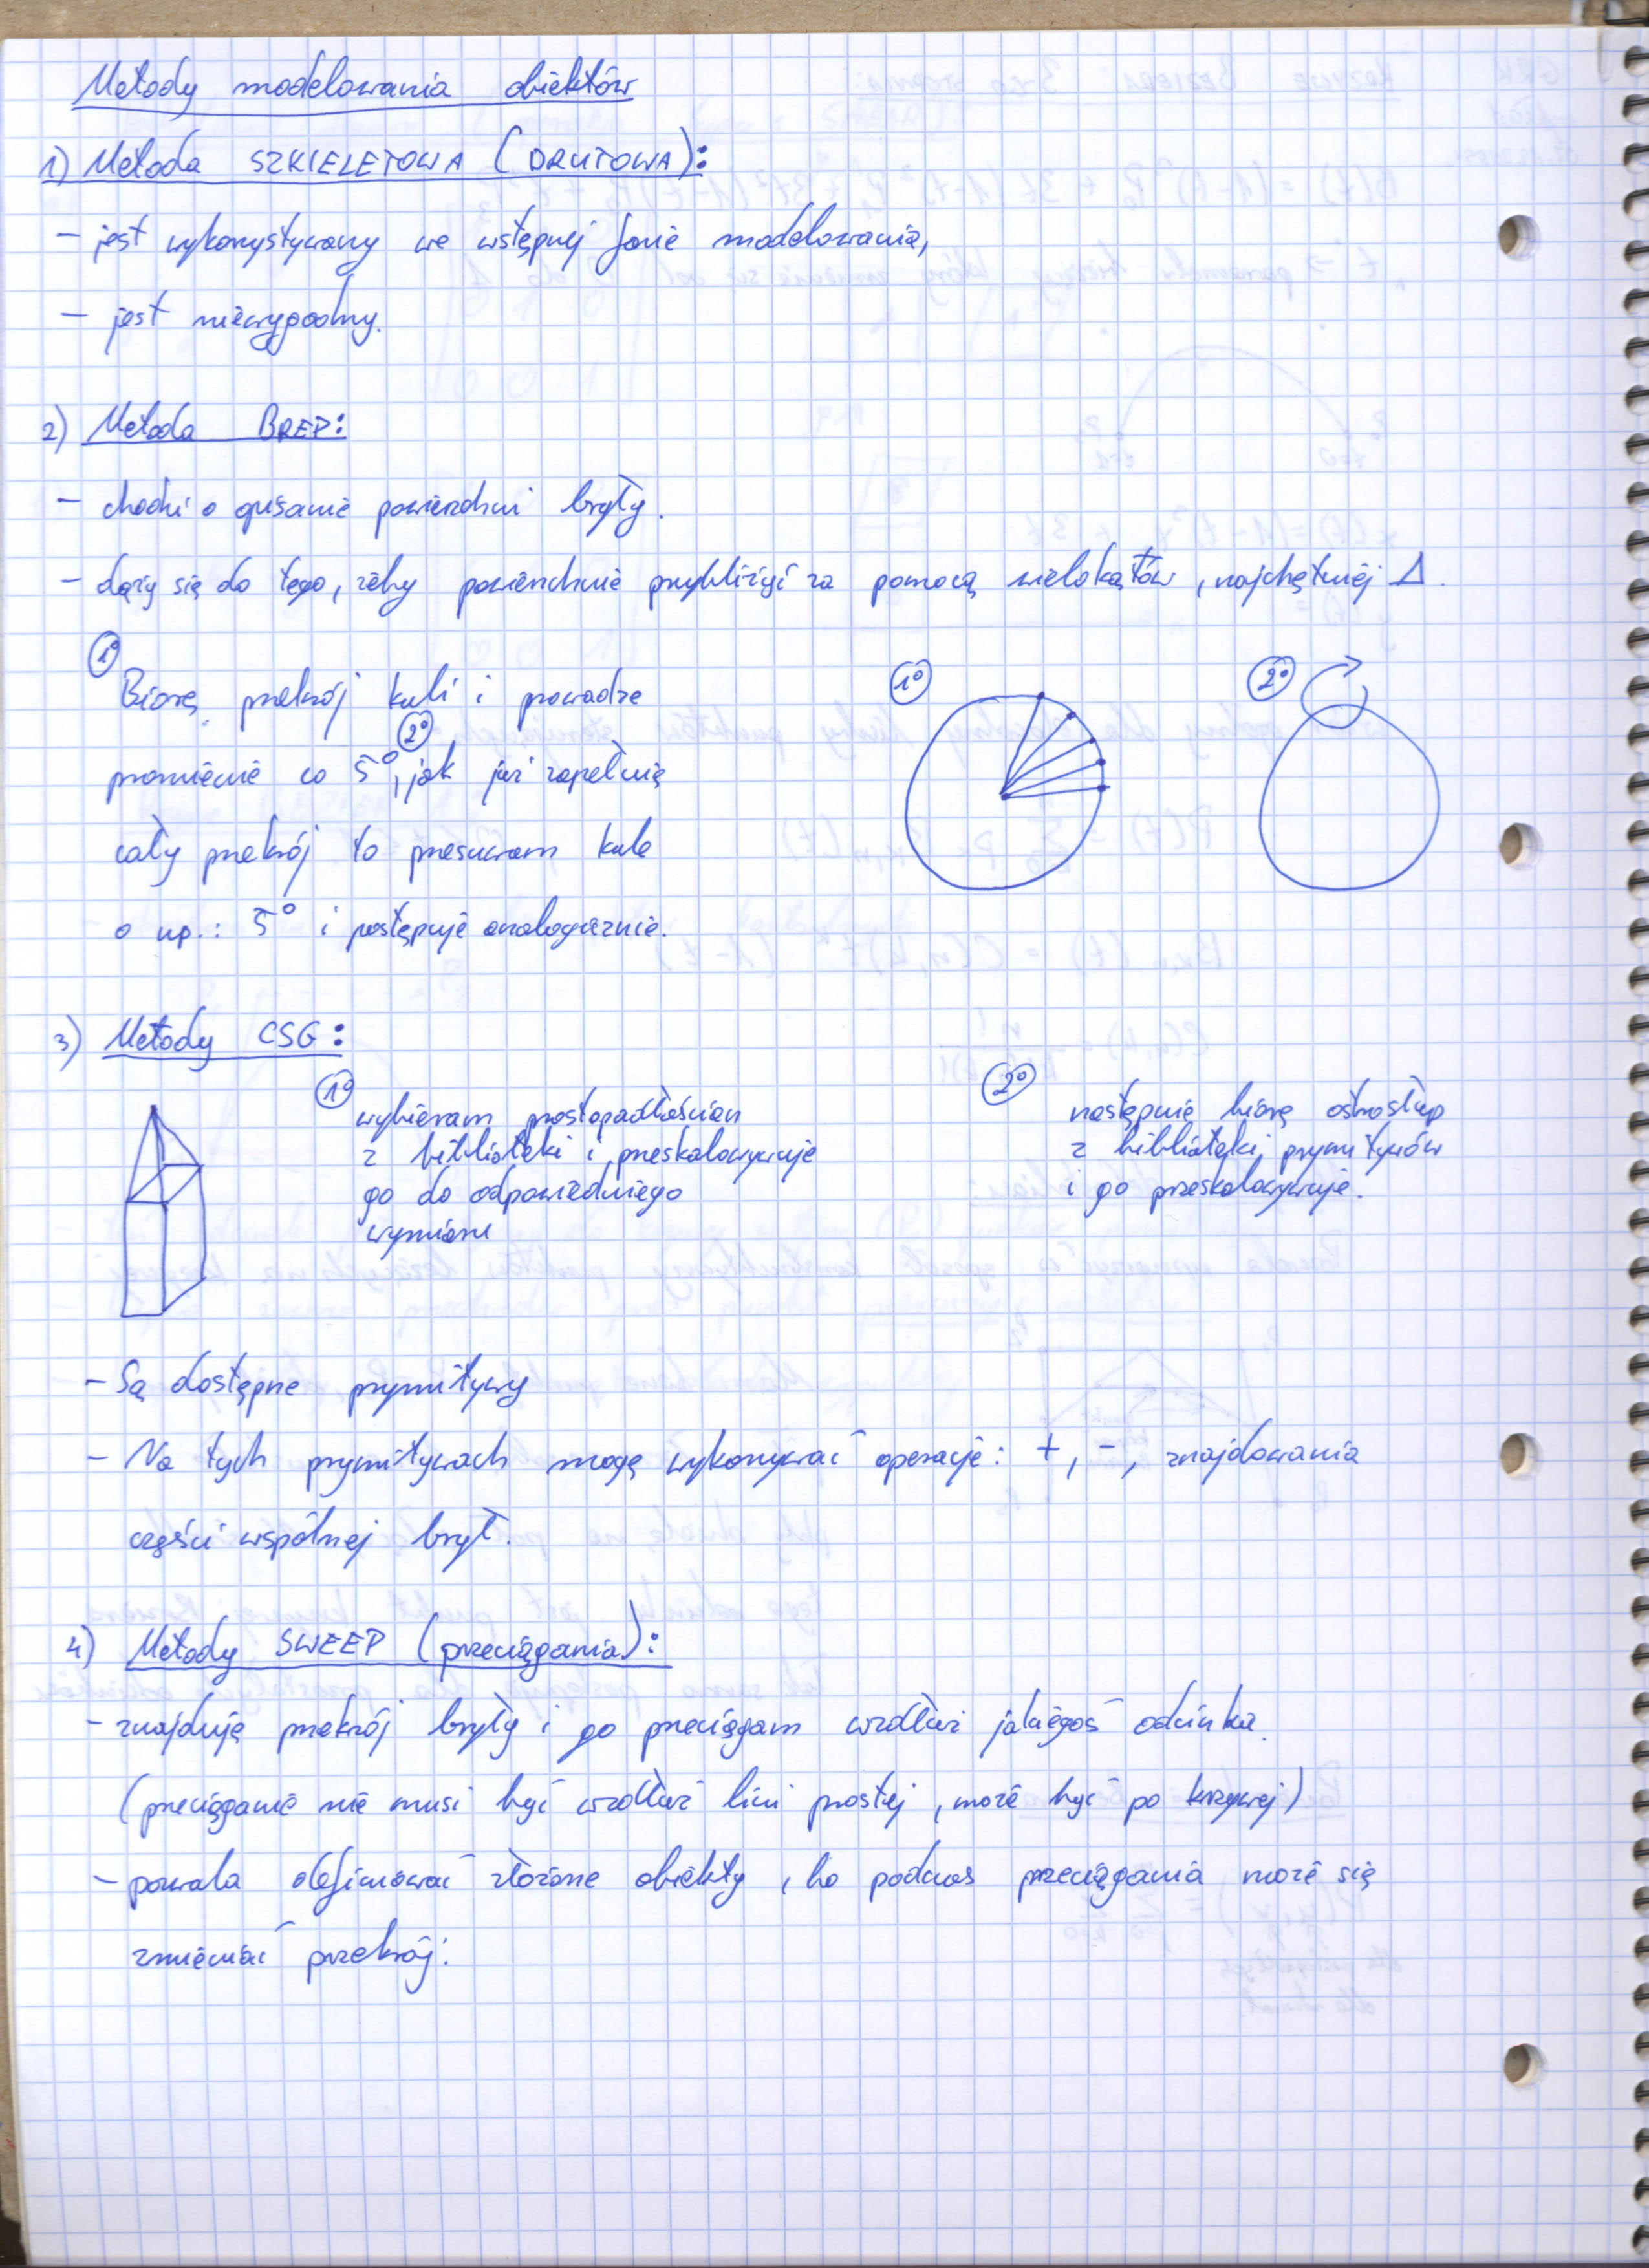 Metody modelowania obiektów
1) Metoda SZKIELETOWA (DRUTOWA):
- jest wykorzystywany we wstępnej fazie modelowania,
- jest niewygodny.
2) Metoda BREP:
- chodzi o opisanie powierzchni bryły.
- dąży się do tego, żeby powierzchnie przybliżyć za pomocą wielokątów, najchętniej Δ.
1° Biorę przekrój kuli i prowadzę
promienie co 5°, 2° jak już zapełnię
cały przekrój to przesuwam kulę
o np.: 5° i postępuję analogicznie.
1° 2°
3) Metody CSG:
1° wybieram prostopadłościan
z biblioteki i przeskalowywuje
go do odpowiedniego
wymiaru
2° następnie biorę ostrosłup
z biblioteki prymitywów
i go przeskalowywuje.
- Są dostępne prymitywy
- Na tych prymitywach mogę wykonywać operacje: +, -, znajdowania
części wspólnej brył.
4) Metody SWEEP (przeciągania):
- znajduję przekrój bryły i go przeciągam wzdłuż jakiegoś odcinka.
(przeciąganie nie musi być wzdłuż lini prostej, może być po krzywej)
- pozwala definiować złożone obiekty, bo podczas przeciągania może się
zmieniać przekrój.